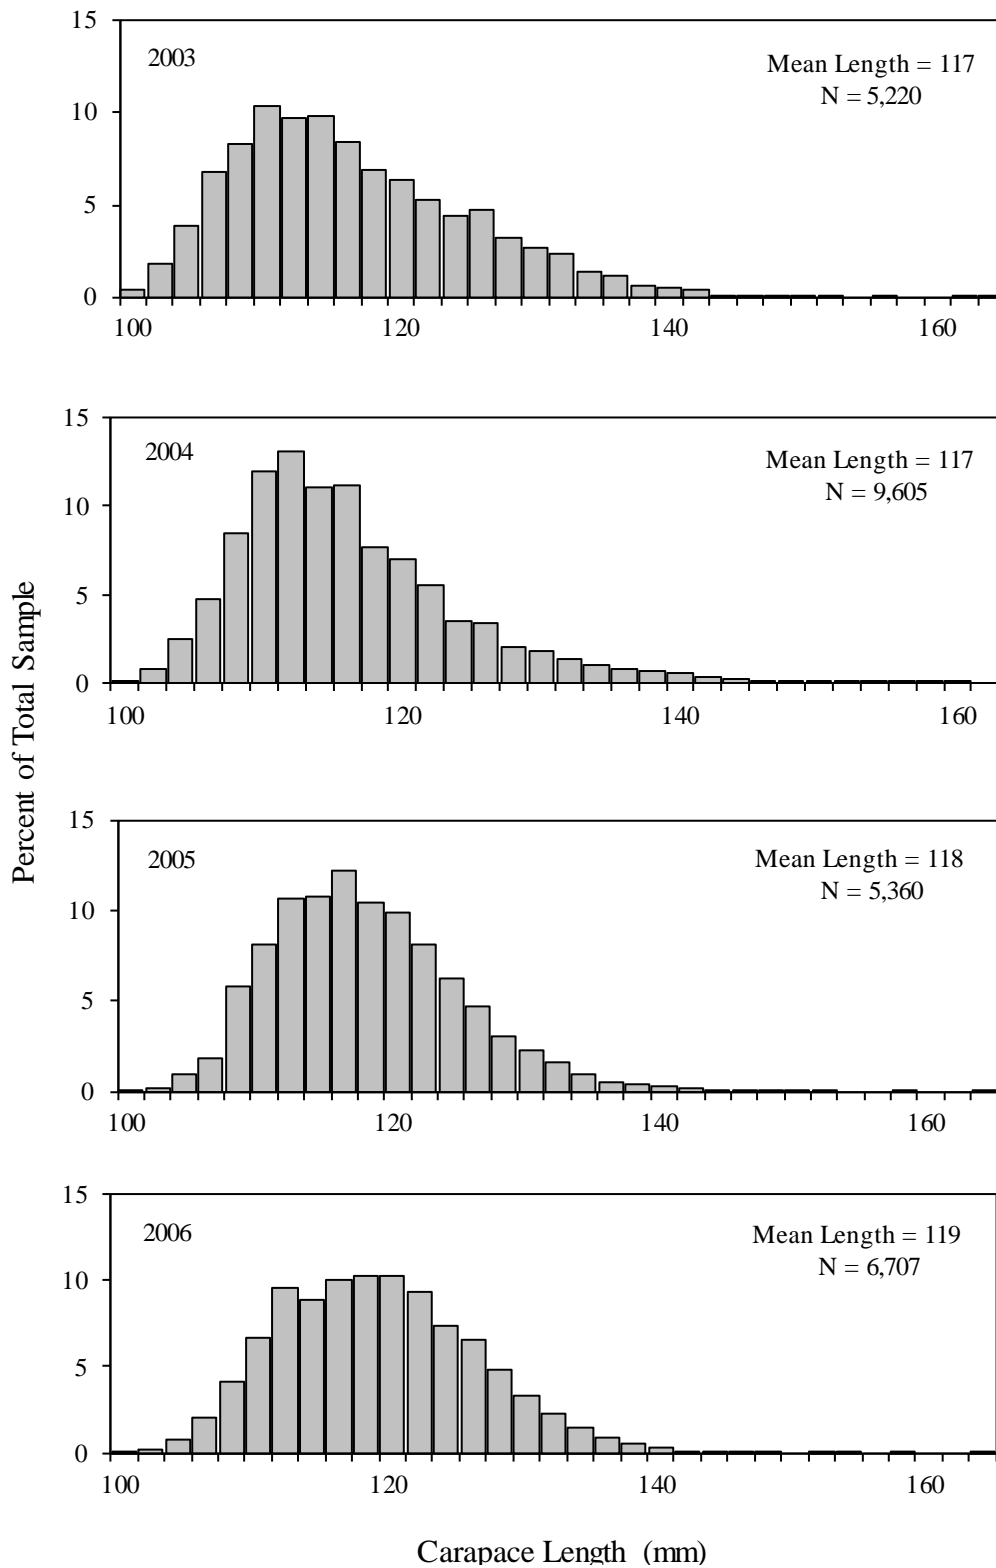 15
2003
Mean Length = 117
N = 5,220
10
5
0
100 120 140 160
15
2004
Mean Length = 117
N = 9,605
10
5
0
100 120 140 160
Percent of Total Sample
15
2005
Mean Length = 118
N = 5,360
10
5
0
100 120 140 160
15
2006
Mean Length = 119
N = 6,707
10
5
0
100 120 140 160
Carapace Length (mm)